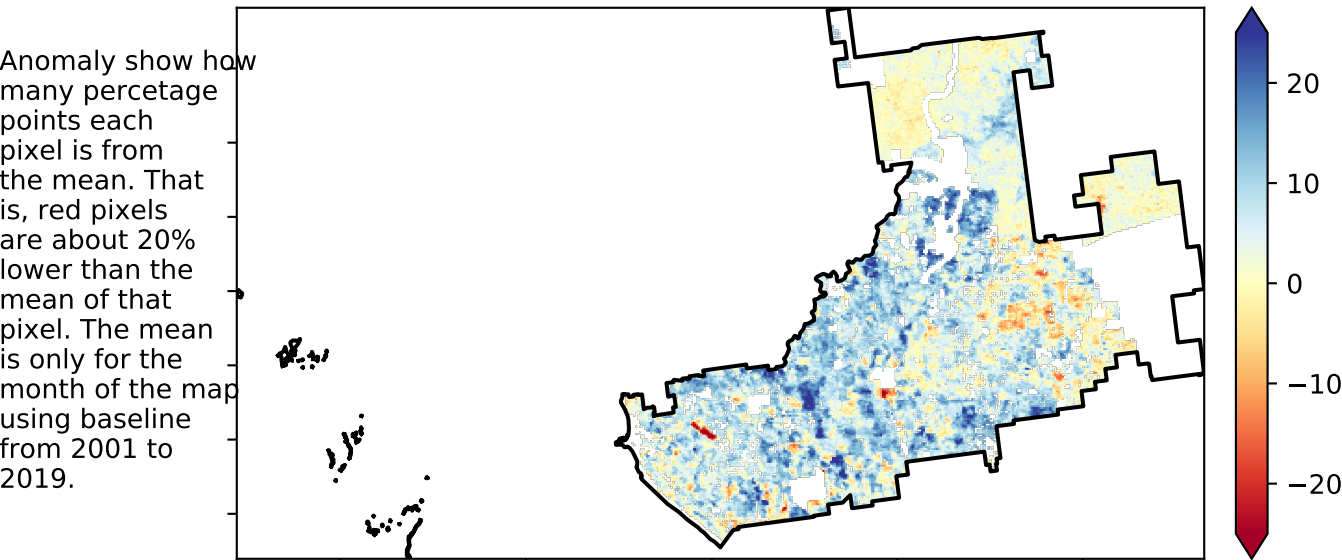 Anomaly show how
many percetage
points each
pixel is from
the mean. That
is, red pixels
are about 20%
lower than the
mean of that
pixel. The mean
is only for the
month of the map
using baseline
from 2001 to
2019.
20
10
0
−10
−20